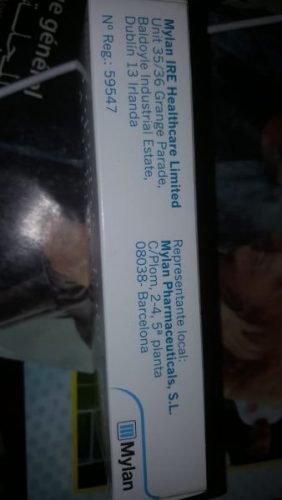 Mylan IRE Healthcare Limited
Unit 35/36 Grange Parade,
Baldoyle Industrial Estate,
Dublin 13 Irlanda
Nº Reg.: 59547
Representante local:
Mylan Pharmaceuticals, S.L.
C/Plom, 2-4, 5ª planta
08038- Barcelona
Mylan
e général